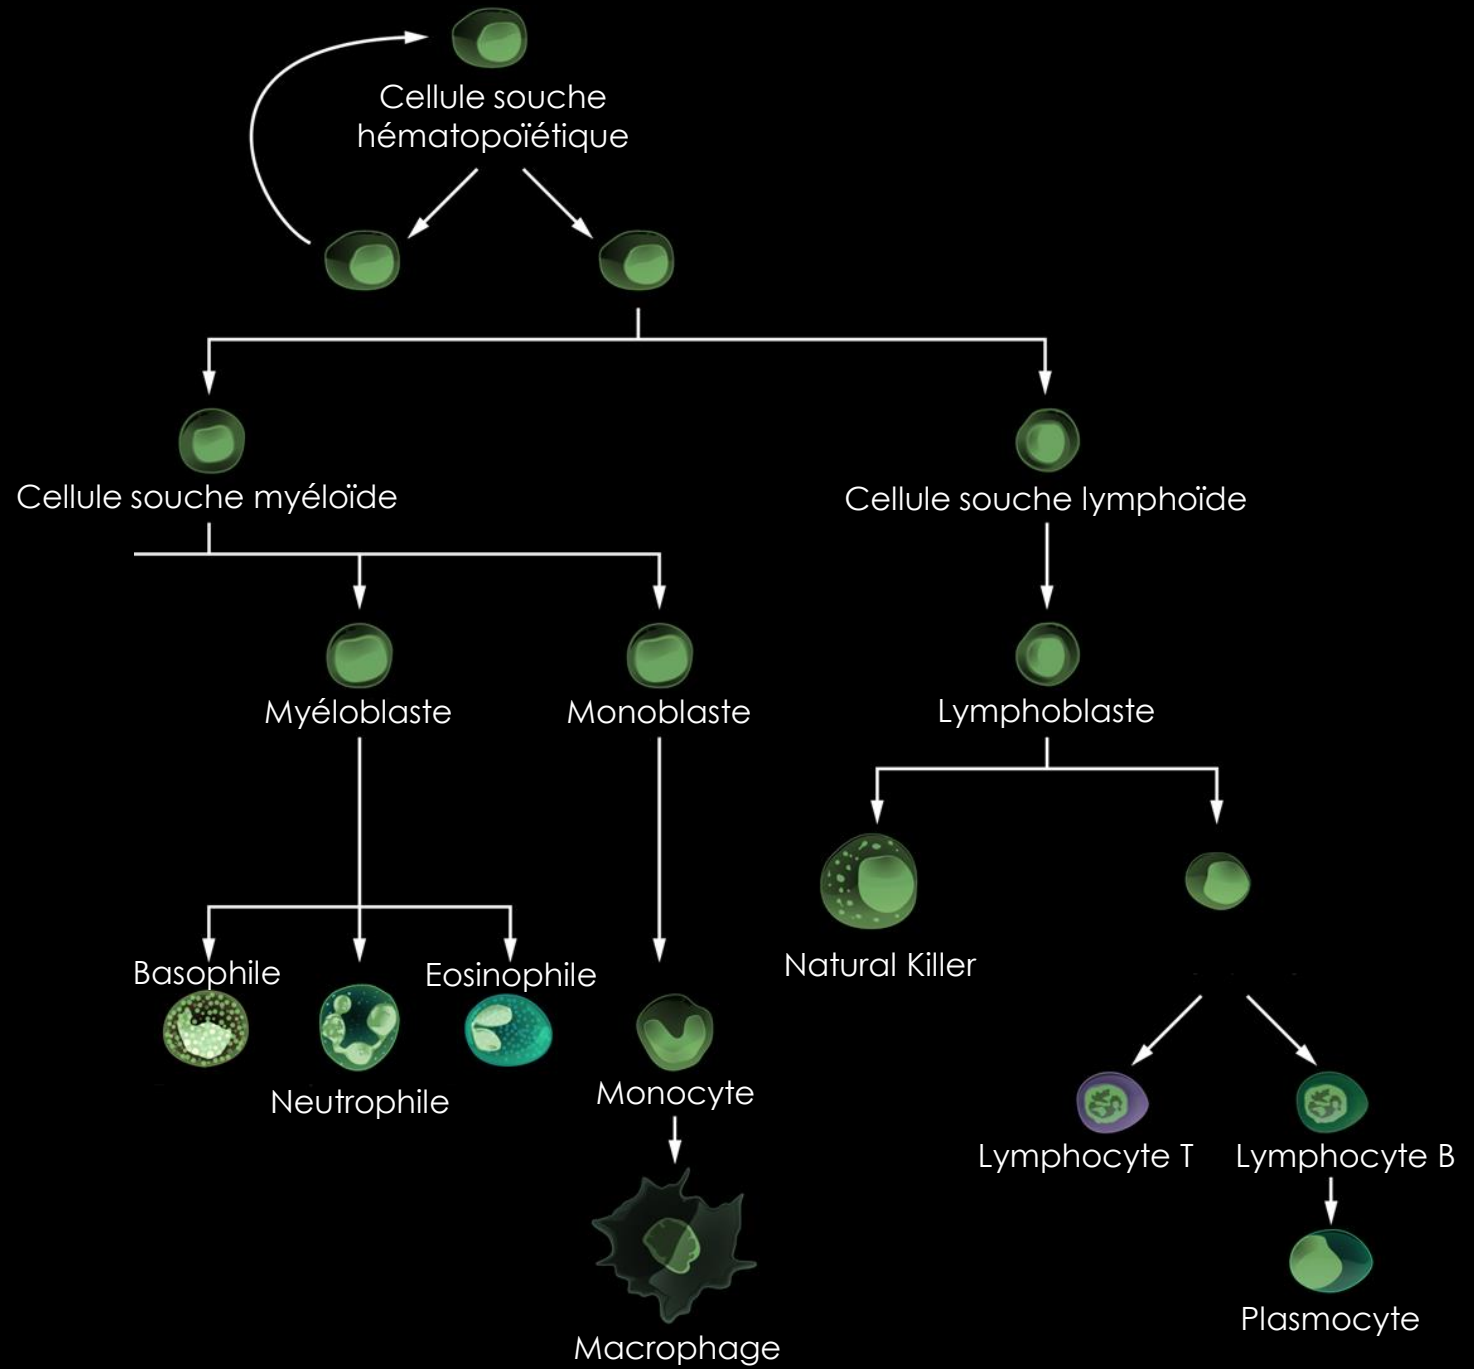 Cellule souche
hématopoïétique
Cellule souche myéloïde
Cellule souche lymphoïde
Myéloblaste
Monoblaste
Lymphoblaste
Basophile
Eosinophile
Natural Killer
Neutrophile
Monocyte
Lymphocyte T
Lymphocyte B
Plasmocyte
Macrophage